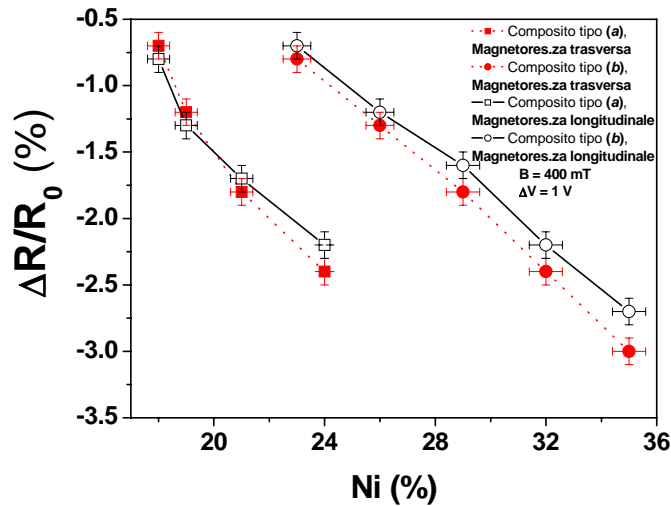 -0.5
-1.0
-1.5
-2.0
-2.5
-3.0
-3.5
ΔR/R0 (%)
Composito tipo (a),
Magnetores.za trasversa
Composito tipo (b),
Magnetores.za trasversa
Composito tipo (a),
Magnetores.za longitudinale
Composito tipo (b),
Magnetores.za longitudinale
B = 400 mT
ΔV = 1 V
20 24 28 32 36
Ni (%)